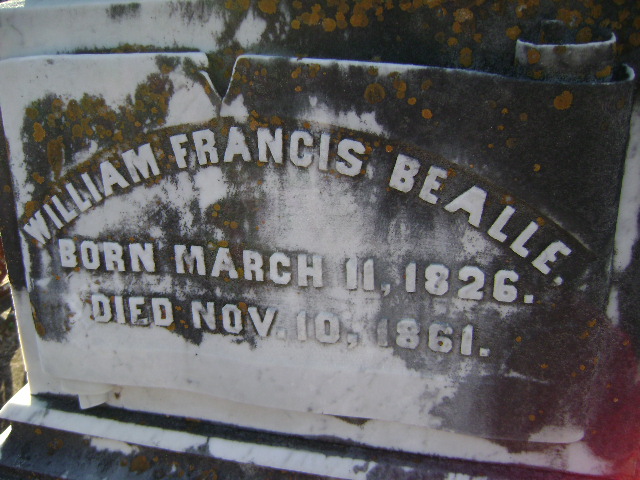 WILLIAM FRANCIS BEALLE,
BORN MARCH 11, 1826.
DIED NOV. 10, 1861.